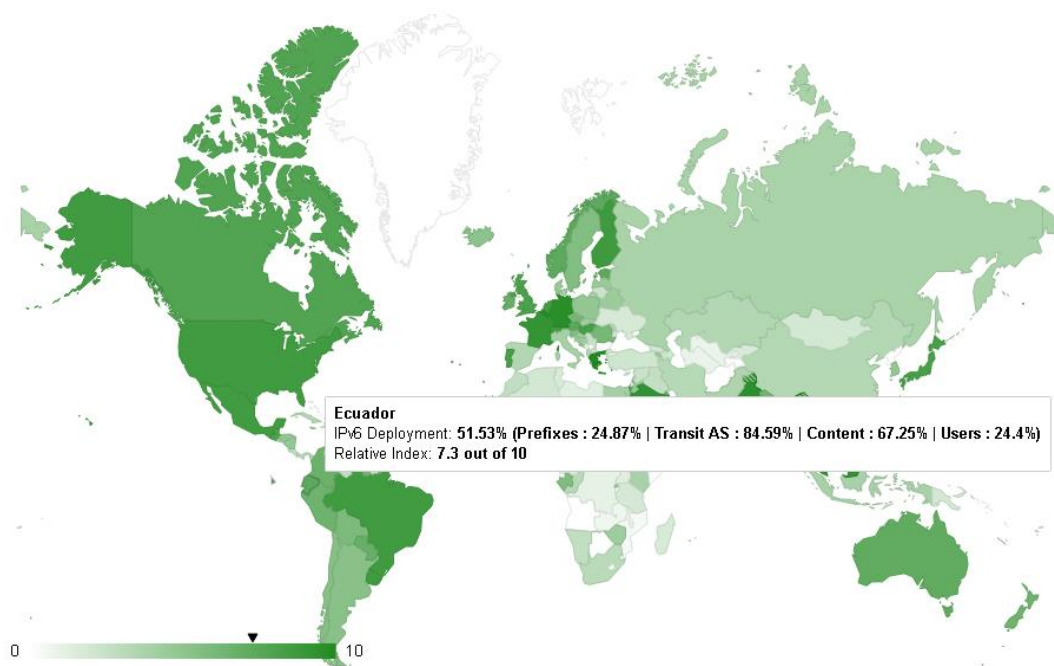 Ecuador
IPv6 Deployment: 51.53% (Prefixes : 24.87% | Transit AS : 84.59% | Content : 67.25% | Users : 24.4%)
Relative Index: 7.3 out of 10
0 10